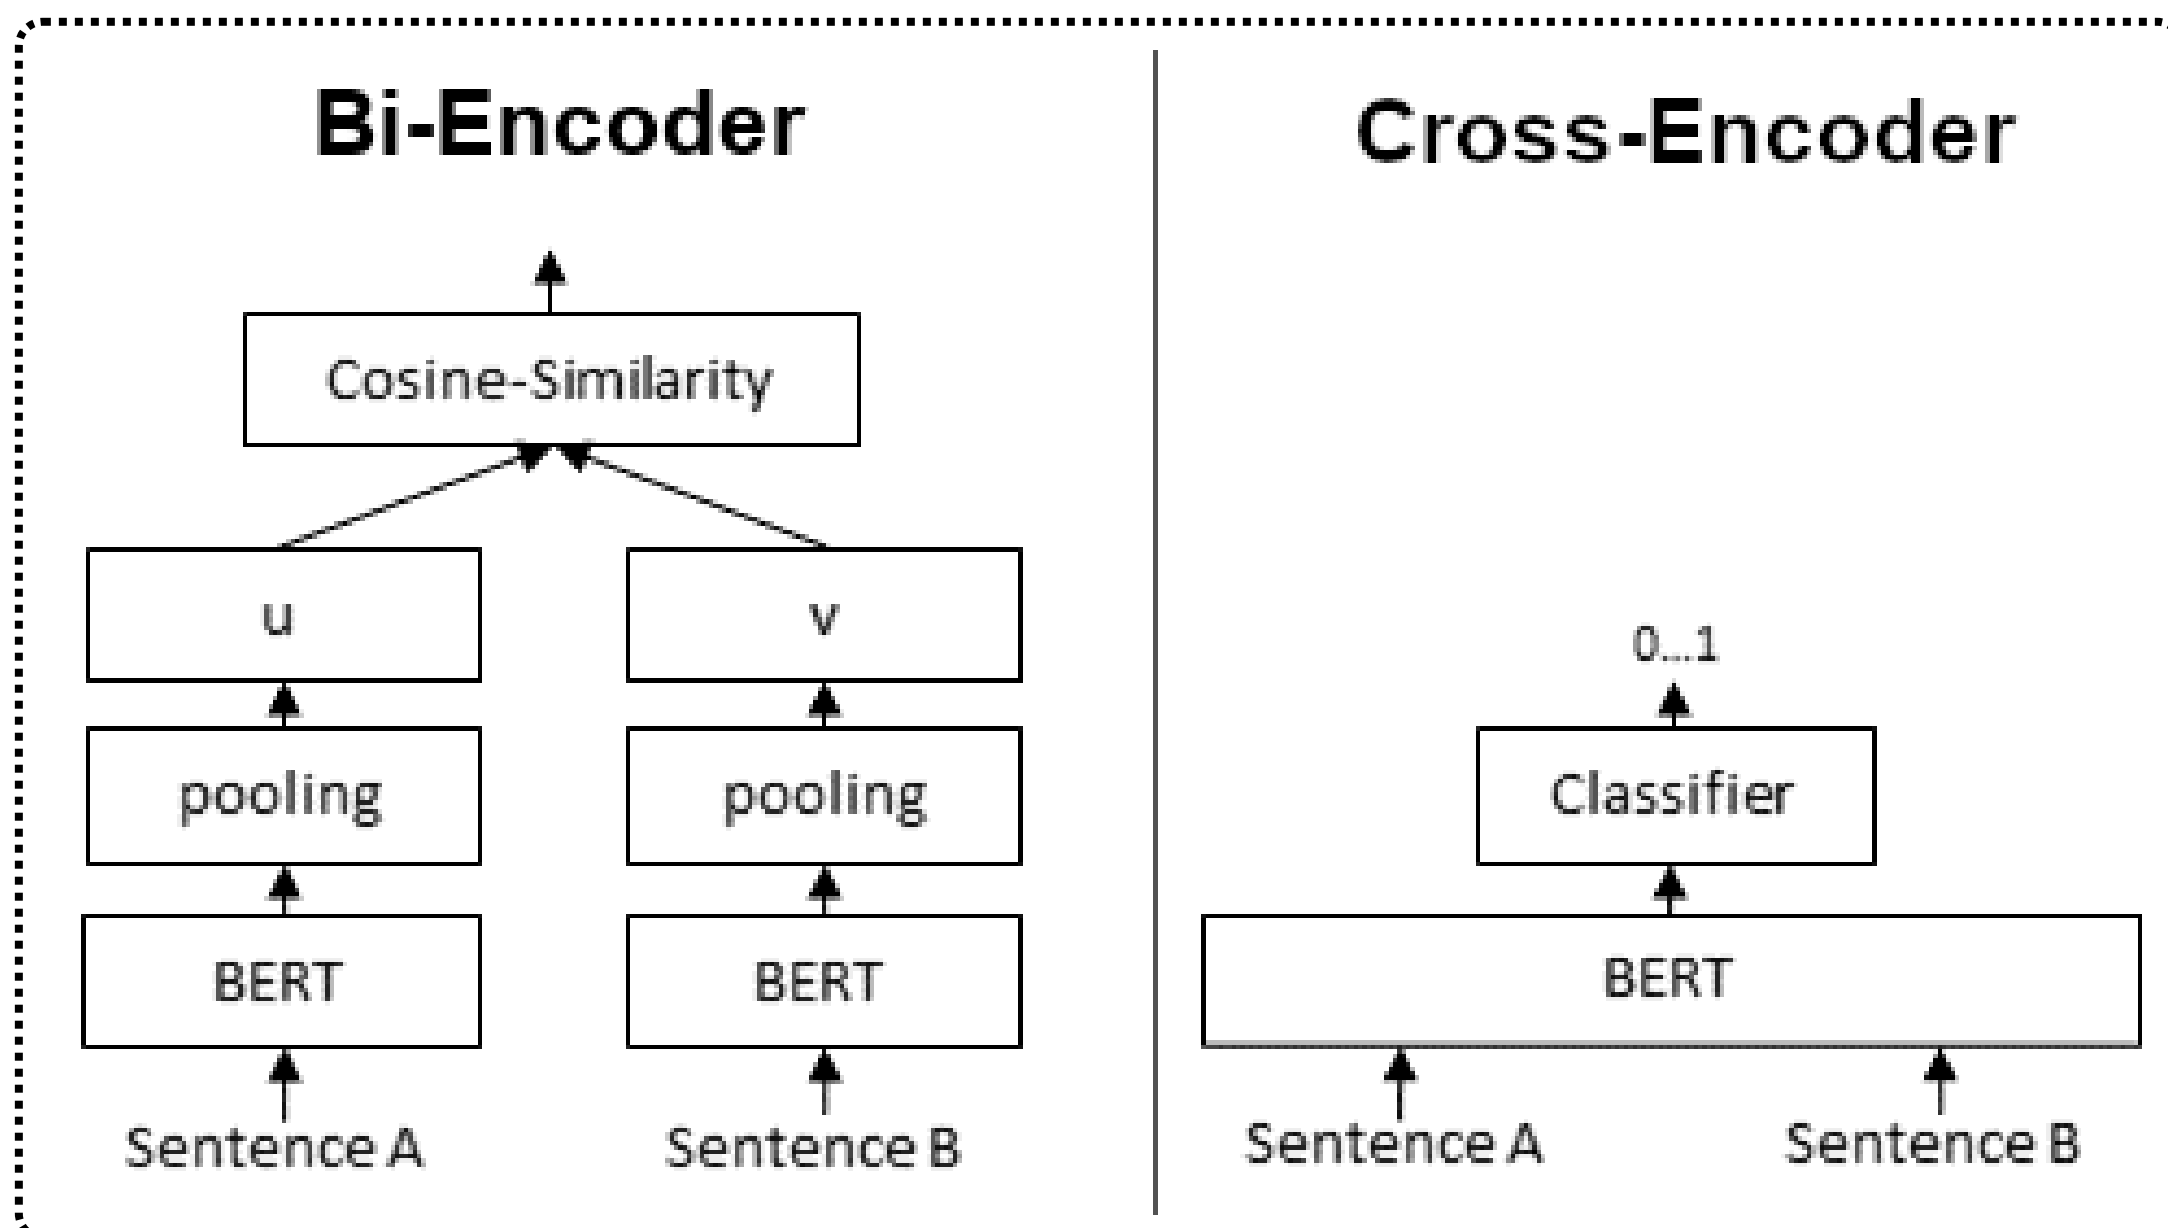 Bi-Encoder
Cosine-Similarity
u
v
pooling
pooling
BERT
BERT
Sentence A
Sentence B
Cross-Encoder
0...1
Classifier
BERT
Sentence A
Sentence B